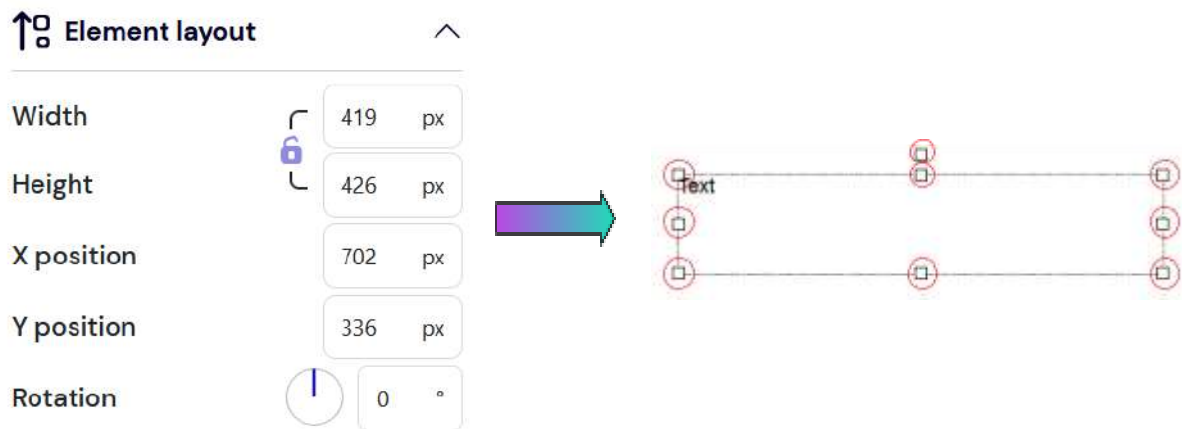 Element layout
Width 419 px
Height 426 px
X position 702 px
Y position 336 px
Rotation 0 °
Text